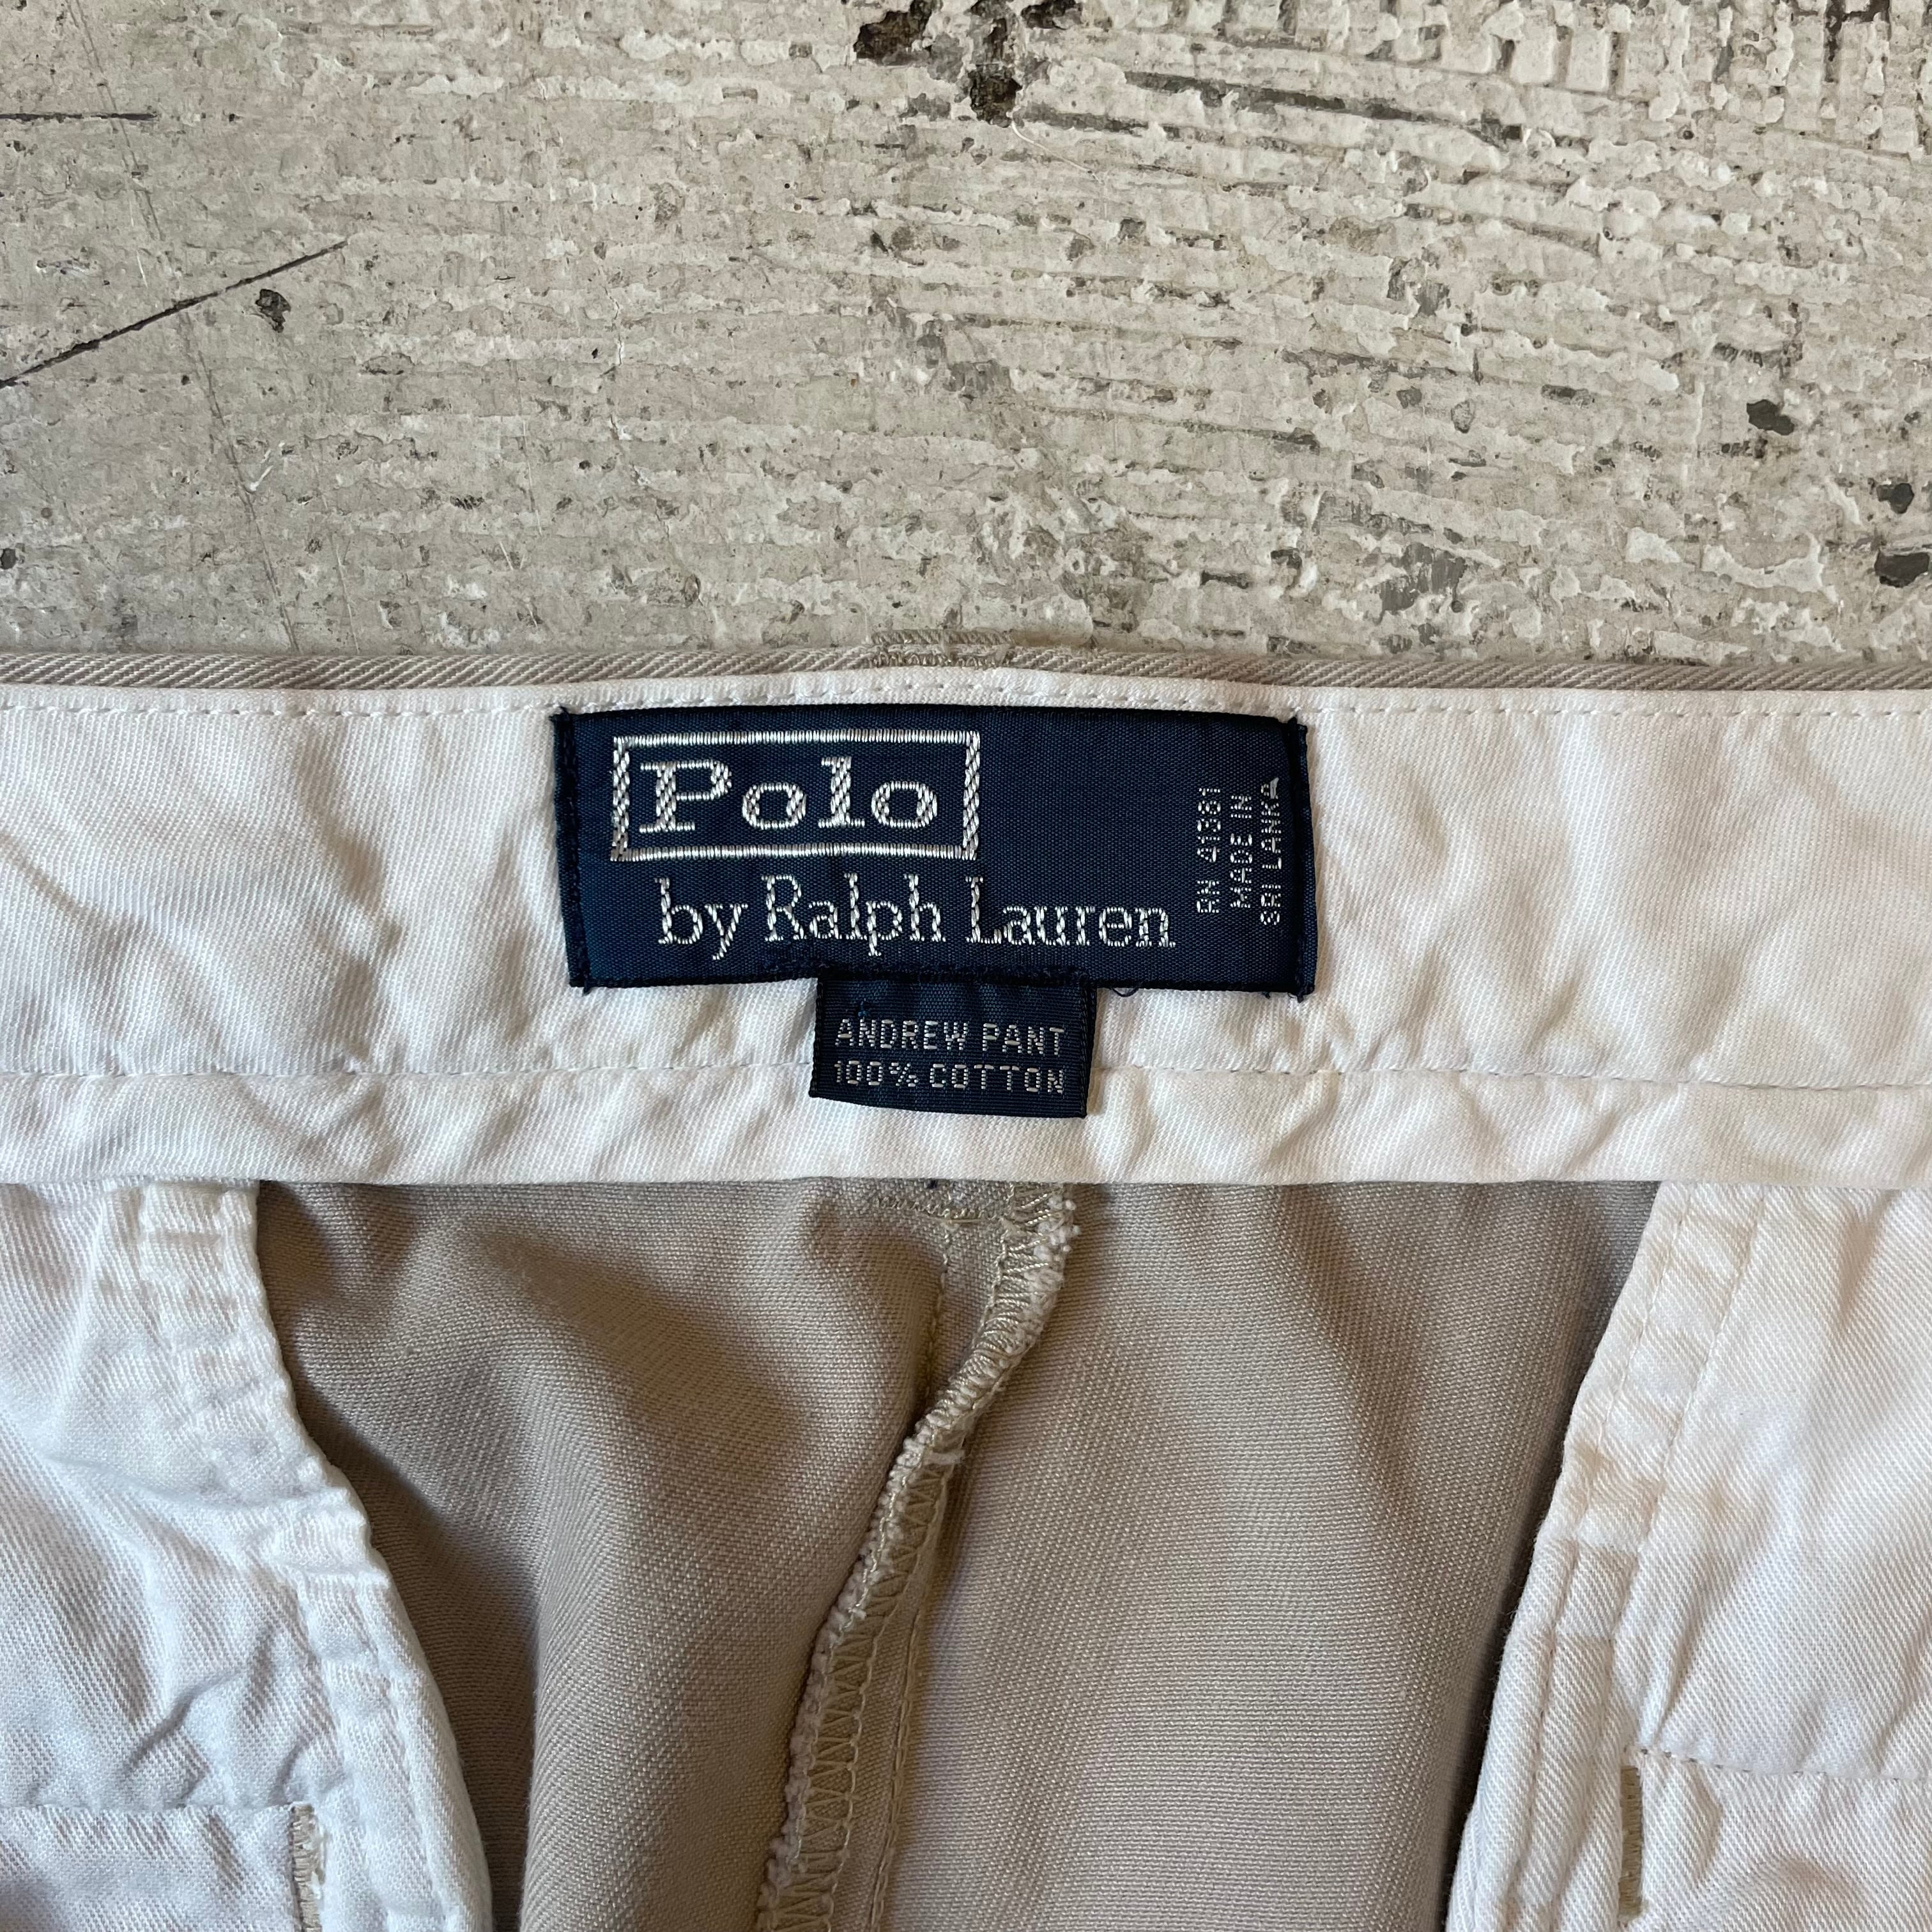 Polo
by Ralph Lauren
RN 41381
MADE IN
SRI LANKA
ANDREW PANT
100% COTTON